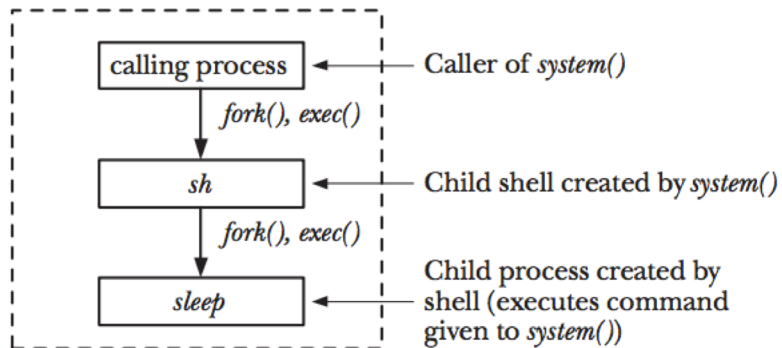 calling process
Caller of system()
fork(), exec()
sh
Child shell created by system()
fork(), exec()
sleep
Child process created by
shell (executes command
given to system())